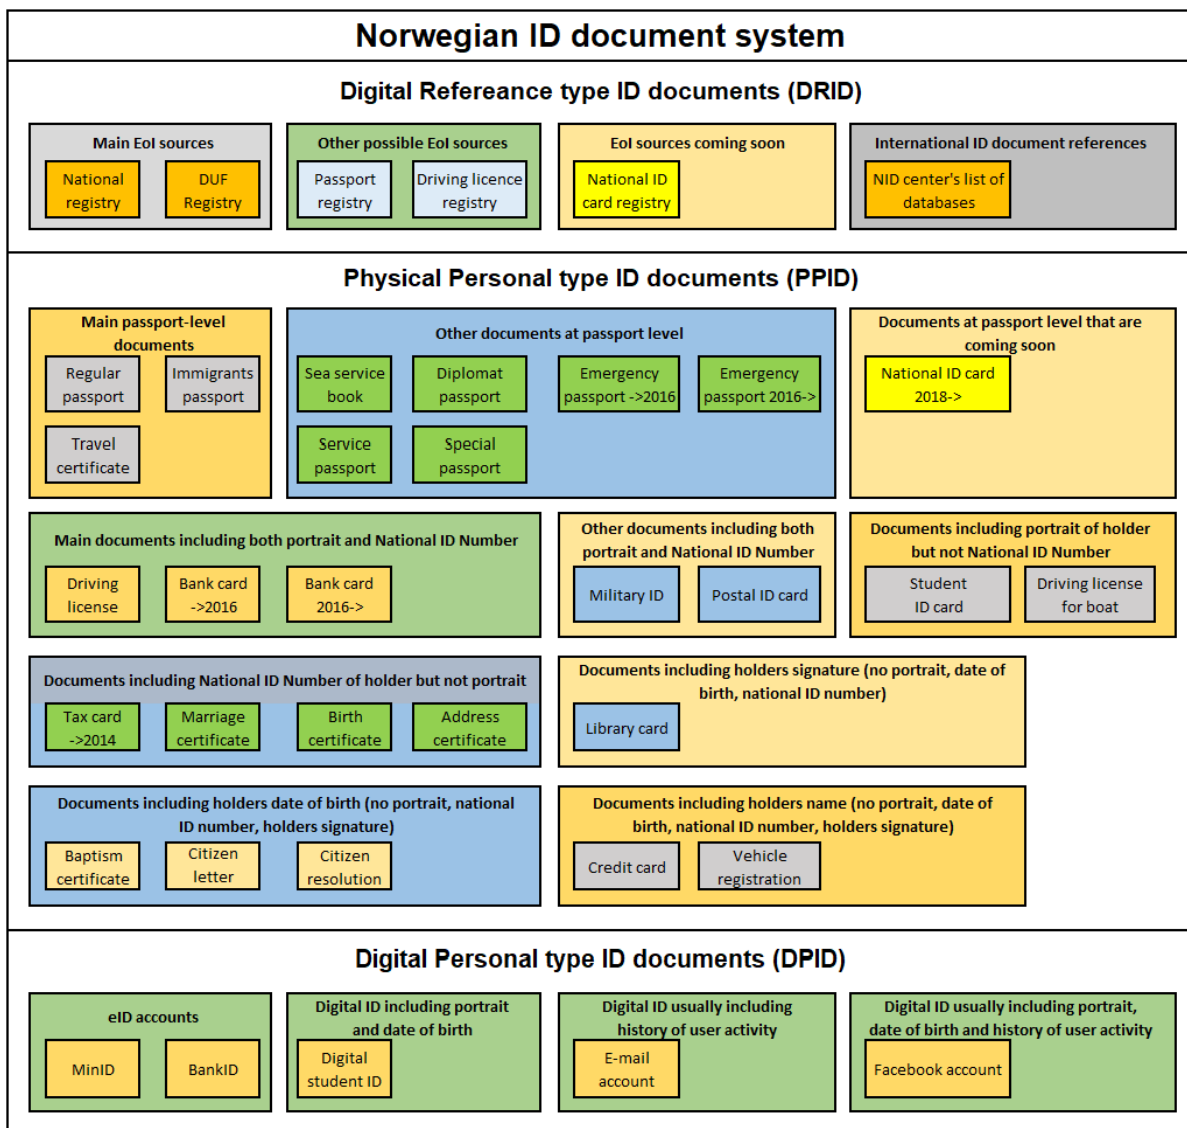 Norwegian ID document system
Digital Refereance type ID documents (DRID)
Main EoI sources
National
registry
DUF
Registry
Other possible EoI sources
Passport
registry
Driving licence
registry
EoI sources coming soon
National ID
card registry
International ID document references
NID center's list of
databases
Physical Personal type ID documents (PPID)
Main passport-level
documents
Regular
passport
Immigrants
passport
Travel
certificate
Other documents at passport level
Sea service
book
Diplomat
passport
Emergency
passport ->2016
Emergency
passport 2016->
Service
passport
Special
passport
Documents at passport level that are
coming soon
National ID card
2018->
Main documents including both portrait and National ID Number
Driving
license
Bank card
->2016
Bank card
2016->
Other documents including both
portrait and National ID Number
Military ID
Postal ID card
Documents including portrait of holder
but not National ID Number
Student
ID card
Driving license
for boat
Documents including National ID Number of holder but not portrait
Tax card
->2014
Marriage
certificate
Birth
certificate
Address
certificate
Documents including holders signature (no portrait, date of
birth, national ID number)
Library card
Documents including holders date of birth (no portrait, national
ID number, holders signature)
Baptism
certificate
Citizen
letter
Citizen
resolution
Documents including holders name (no portrait, date of
birth, national ID number, holders signature)
Credit card
Vehicle
registration
Digital Personal type ID documents (DPID)
eID accounts
MinID
BankID
Digital ID including portrait
and date of birth
Digital
student ID
Digital ID usually including
history of user activity
E-mail
account
Digital ID usually including portrait,
date of birth and history of user activity
Facebook account